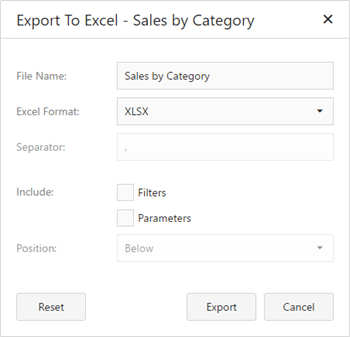 Export To Excel - Sales by Category
File Name: Sales by Category
Excel Format: XLSX
Separator: ,
Include: Filters
Parameters
Position: Below
Reset Export Cancel